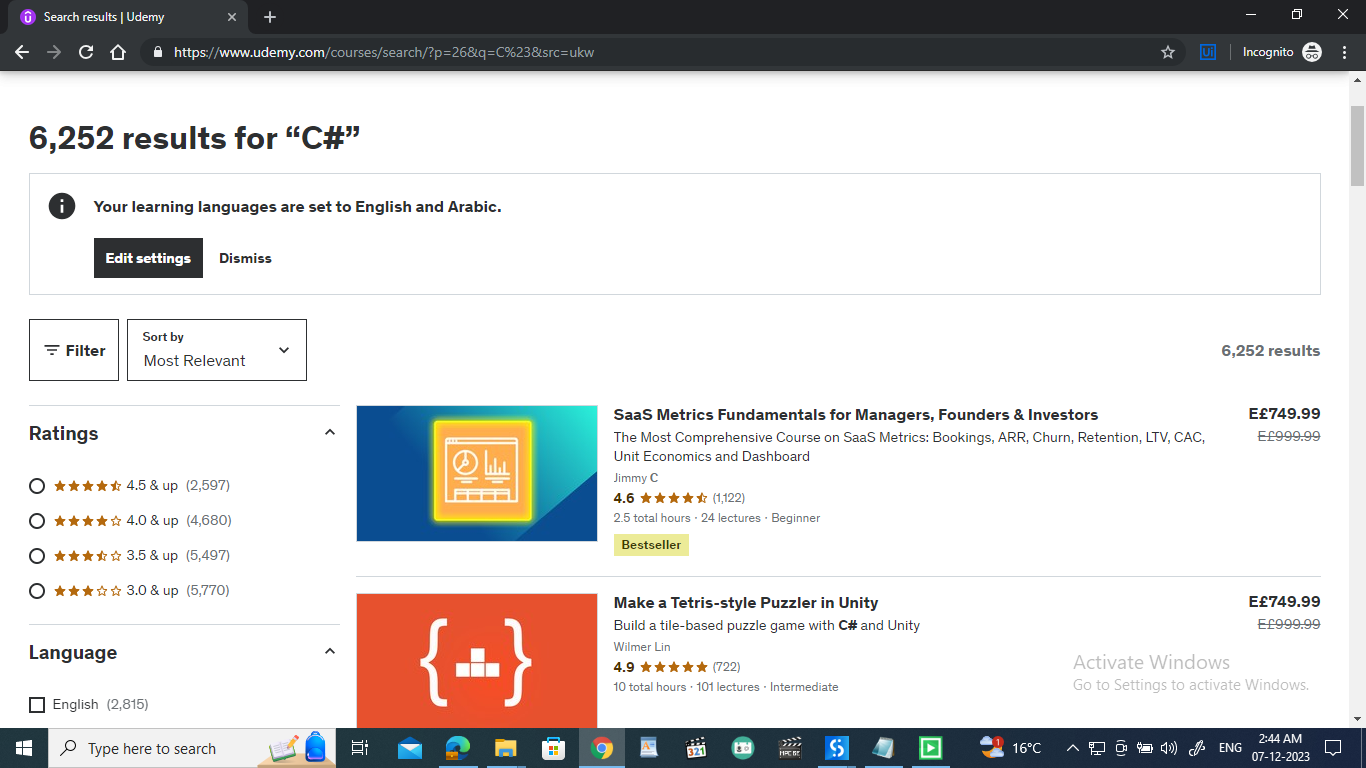 Search results | Udemy
https://www.udemy.com/courses/search/?p=26&q=C%23&src=ukw
Incognito
6,252 results for “C#”
Your learning languages are set to English and Arabic.
Edit settings
Dismiss
Filter
Sort by
Most Relevant
6,252 results
Ratings
4.5 & up (2,597)
4.0 & up (4,680)
3.5 & up (5,497)
3.0 & up (5,770)
Language
English (2,815)
SaaS Metrics Fundamentals for Managers, Founders & Investors
E£749.99
The Most Comprehensive Course on SaaS Metrics: Bookings, ARR, Churn, Retention, LTV, CAC,
E£999.99
Unit Economics and Dashboard
Jimmy C
4.6 (1,122)
2.5 total hours · 24 lectures · Beginner
Bestseller
Make a Tetris-style Puzzler in Unity
E£749.99
Build a tile-based puzzle game with C# and Unity
E£999.99
Wilmer Lin
4.9 (722)
10 total hours · 101 lectures · Intermediate
Activate Windows
Go to Settings to activate Windows.
Type here to search
321
16°C
ENG
2:44 AM
07-12-2023